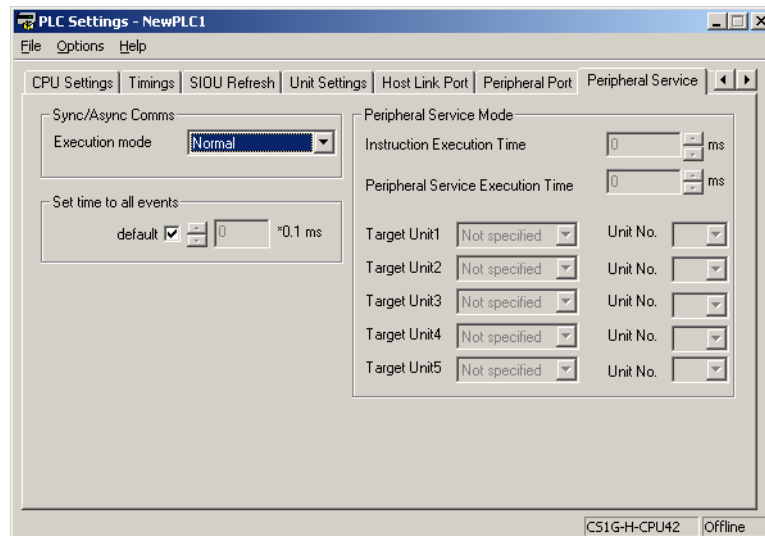 PLC Settings - NewPLC1
File Options Help
CPU Settings Timings SIOU Refresh Unit Settings Host Link Port Peripheral Port Peripheral Service
Sync/Async Comms
Execution mode Normal
Set time to all events
default 0 *0.1 ms
Peripheral Service Mode
Instruction Execution Time 0 ms
Peripheral Service Execution Time 0 ms
Target Unit1 Not specified Unit No.
Target Unit2 Not specified Unit No.
Target Unit3 Not specified Unit No.
Target Unit4 Not specified Unit No.
Target Unit5 Not specified Unit No.
CS1G-H-CPU42 Offline